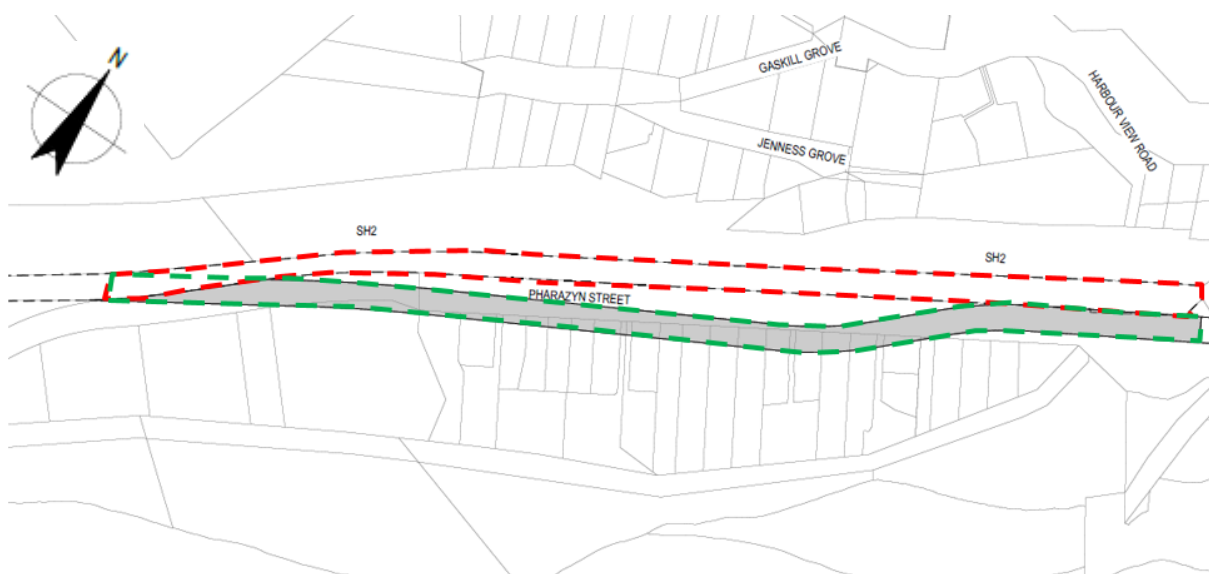 N
GASKILL GROVE
HARBOUR VIEW ROAD
JENNESS GROVE
SH2
SH2
PHARAZYN STREET